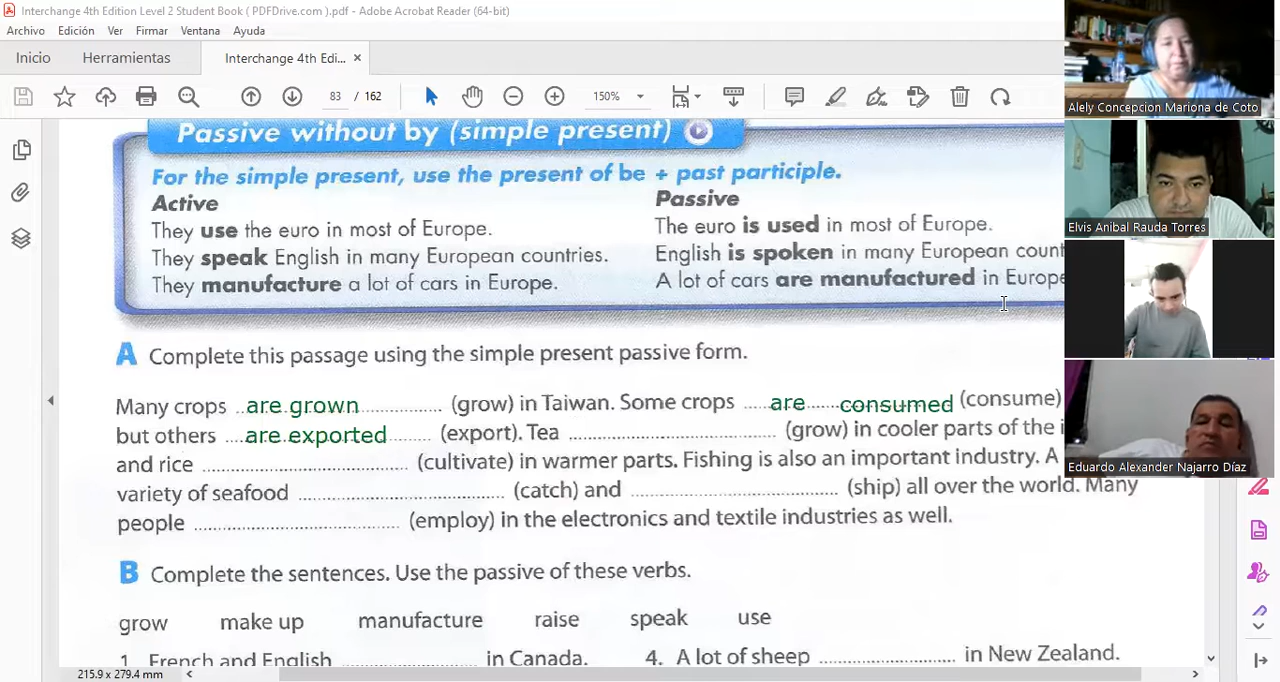 Interchange 4th Edition Level 2 Student Book ( PDFDrive.com ).pdf - Adobe Acrobat Reader (64-bit)
Archivo Edición Ver Firmar Ventana Ayuda
Inicio Herramientas Interchange 4th Edi... ×
83 / 162 150%
Passive without by (simple present)
For the simple present, use the present of be + past participle.
Active Passive
They use the euro in most of Europe. The euro is used in most of Europe.
They speak English in many European countries. English is spoken in many European count
They manufacture a lot of cars in Europe. A lot of cars are manufactured in Europe
A Complete this passage using the simple present passive form.
Many crops are grown (grow) in Taiwan. Some crops are consumed (consume)
but others are exported (export). Tea (grow) in cooler parts of the i
and rice (cultivate) in warmer parts. Fishing is also an important industry. A
variety of seafood (catch) and (ship) all over the world. Many
people (employ) in the electronics and textile industries as well.
B Complete the sentences. Use the passive of these verbs.
grow make up manufacture raise speak use
1. French and English in Canada. 4. A lot of sheep in New Zealand.
215.9 x 279.4 mm
Alely Concepcion Mariona de Coto
Elvis Anibal Rauda Torres
Eduardo Alexander Najarro Díaz